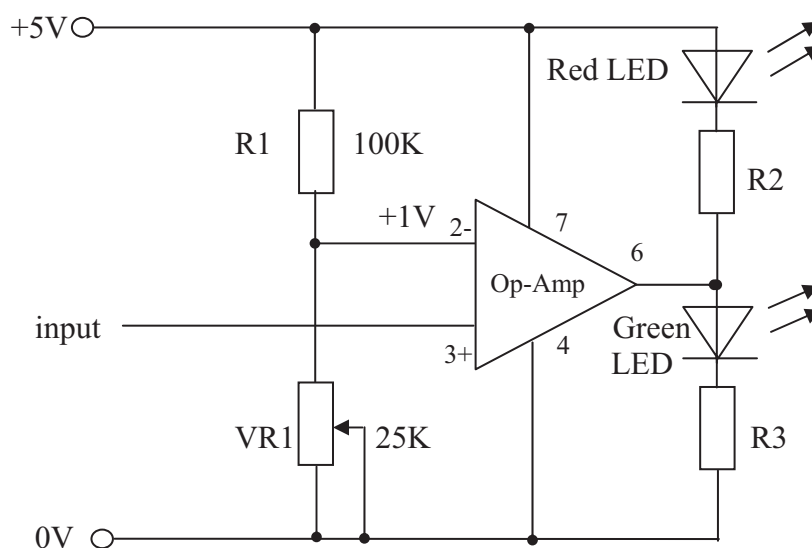 +5V
Red LED
R1
100K
R2
+1V
2-
7
6
Op-Amp
input
Green
LED
3+
4
VR1
25K
R3
0V